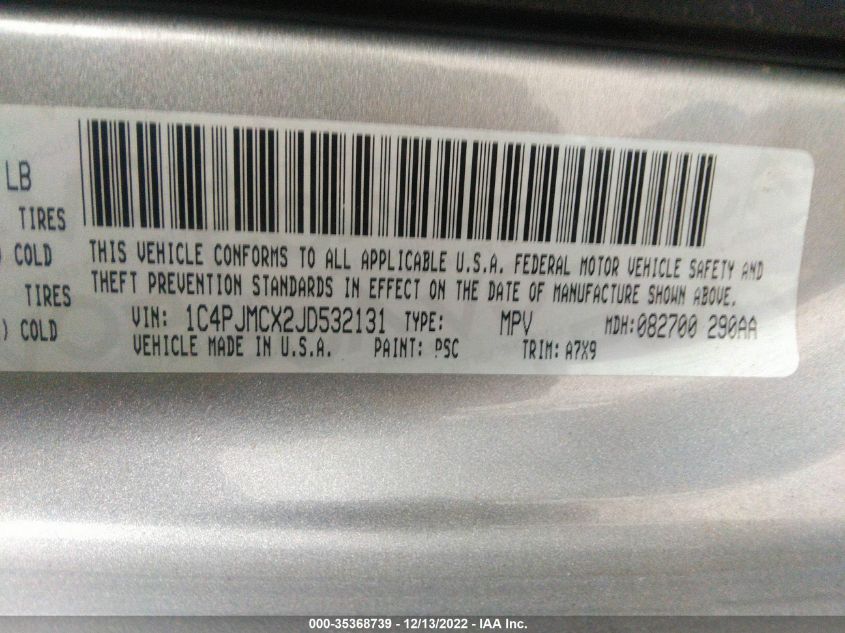 LB
TIRES
) COLD
TIRES
) COLD
THIS VEHICLE CONFORMS TO ALL APPLICABLE U.S.A. FEDERAL MOTOR VEHICLE SAFETY AND
THEFT PREVENTION STANDARDS IN EFFECT ON THE DATE OF MANUFACTURE SHOWN ABOVE.
VIN: 1C4PJMCX2JD532131 TYPE: MPV MDH:082700 290AA
VEHICLE MADE IN U.S.A. PAINT: PSC TRIM: A7X9
000-35368739 - 12/13/2022 - IAA Inc.